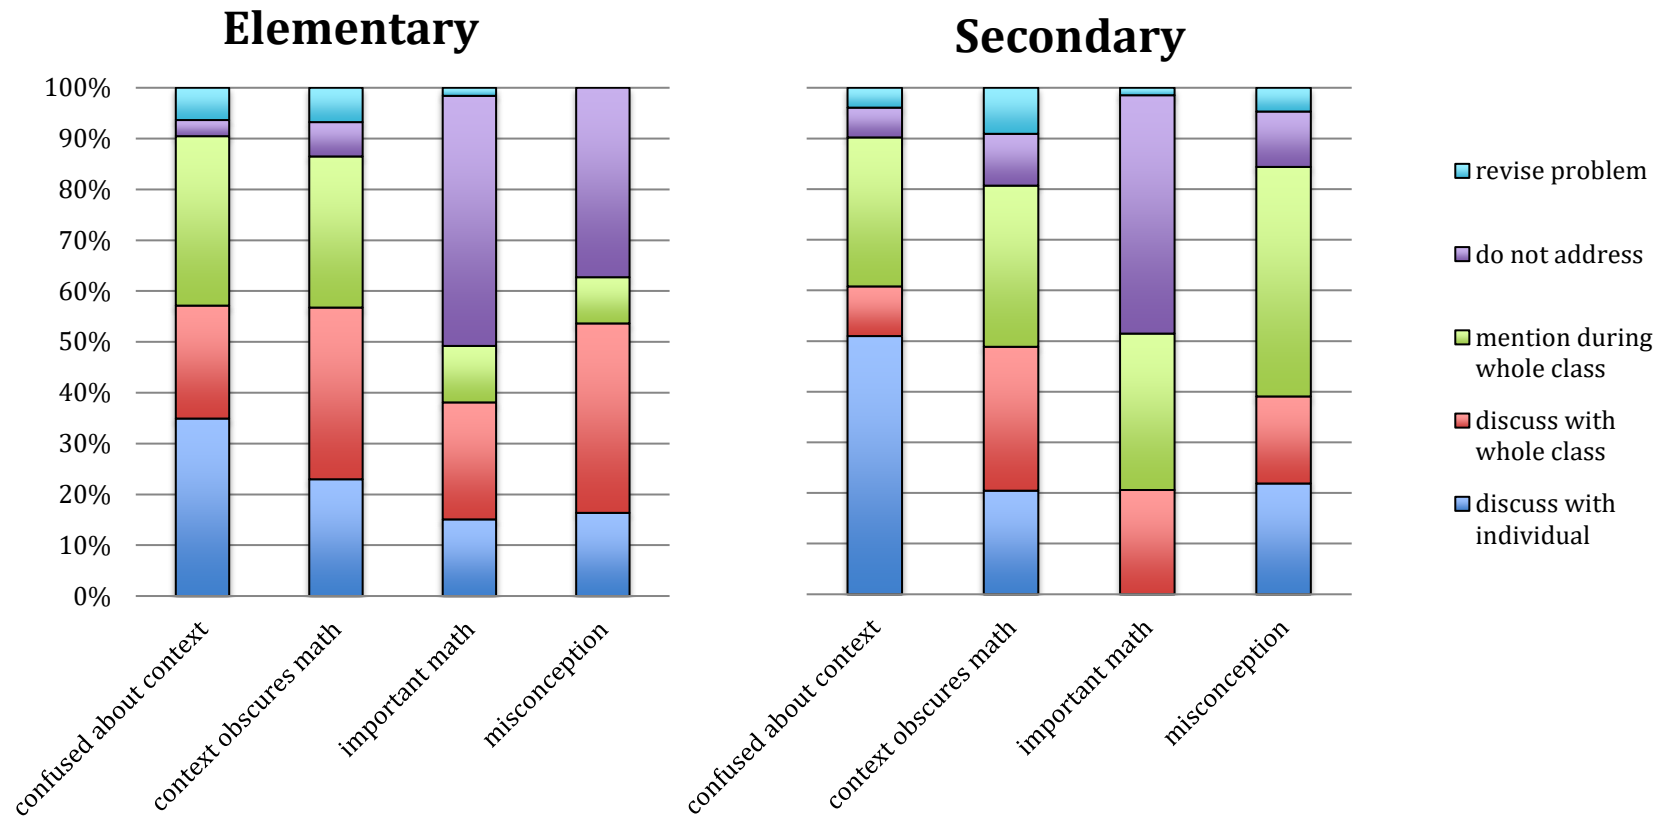 Elementary
Secondary
100%
90%
80%
70%
60%
50%
40%
30%
20%
10%
0%
confused about context
context obscures math
important math
misconception
confused about context
context obscures math
important math
misconception
revise problem
do not address
mention during
whole class
discuss with
whole class
discuss with
individual